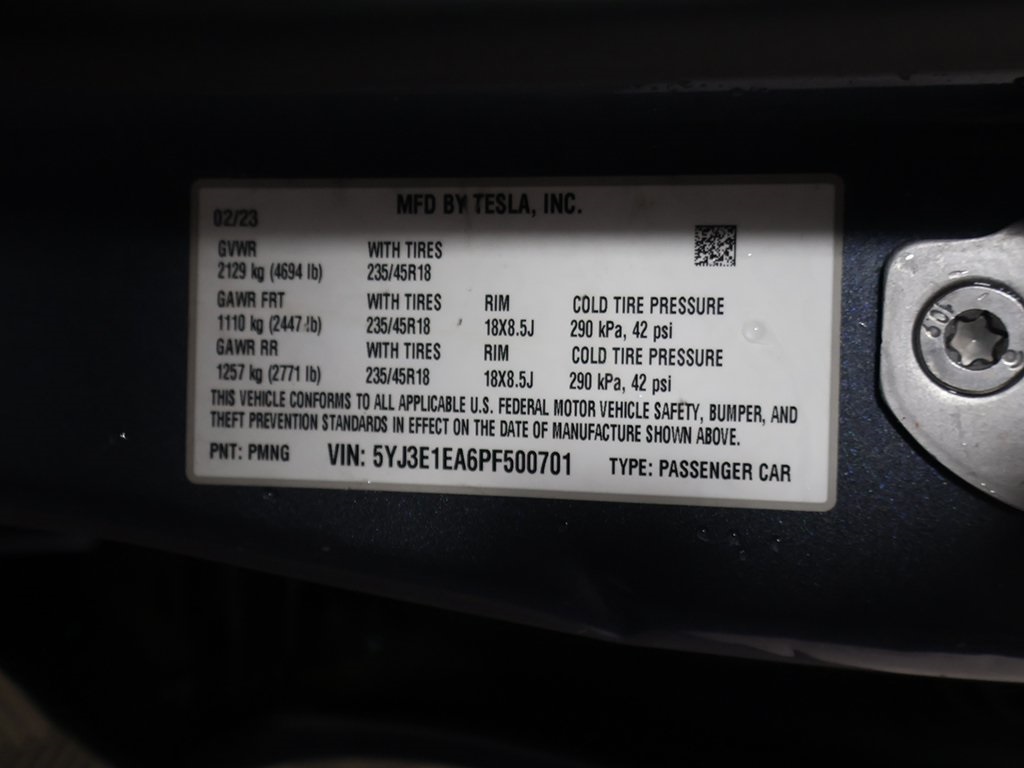 MFD BY TESLA, INC.
02/23
GVWR WITH TIRES
2129 kg (4694 lb) 235/45R18
GAWR FRT WITH TIRES RIM COLD TIRE PRESSURE
1110 kg (2447 lb) 235/45R18 18X8.5J 290 kPa, 42 psi
GAWR RR WITH TIRES RIM COLD TIRE PRESSURE
1257 kg (2771 lb) 235/45R18 18X8.5J 290 kPa, 42 psi
THIS VEHICLE CONFORMS TO ALL APPLICABLE U.S. FEDERAL MOTOR VEHICLE SAFETY, BUMPER, AND
THEFT PREVENTION STANDARDS IN EFFECT ON THE DATE OF MANUFACTURE SHOWN ABOVE.
PNT: PMNG VIN: 5YJ3E1EA6PF500701 TYPE: PASSENGER CAR